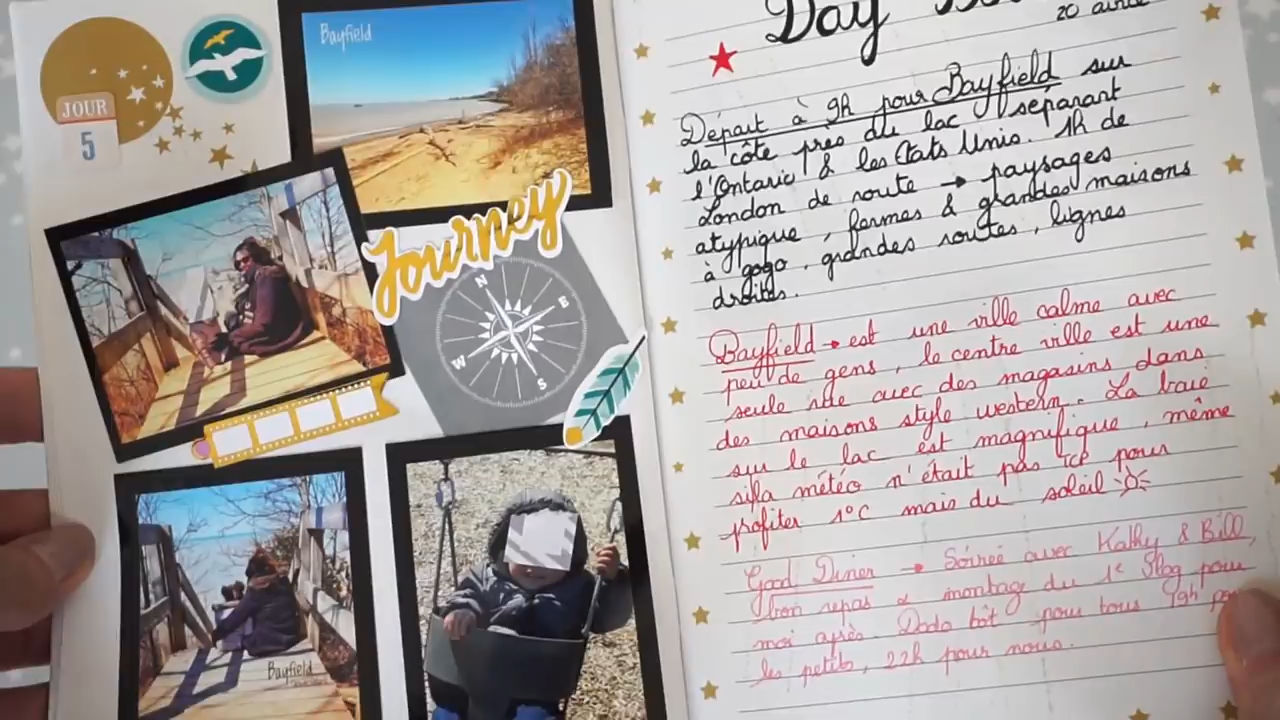 JOUR
5
Bayfield
Journey
N
E
S
W
Bayfield
Day
20 avril
Départ à 9h pour Bayfield sur
la côte près du lac séparant
l'Ontario & les Etats Unis. 1h de
London de route → paysages
atypique, fermes & grandes maisons
à gogo, grandes routes, lignes
droites.
Bayfield → est une ville calme avec
peu de gens, le centre ville est une
seule rue avec des magasins dans
des maisons style western. La baie
sur le lac est magnifique, même
si la météo n'était pas top pour
profiter 1°C mais du soleil
Good Diner → Soirée avec Kathy & Bill,
bon repas & montage du 1e Vlog pour
moi après. Dodo tôt pour tous 19h
les petits, 22h pour nous.